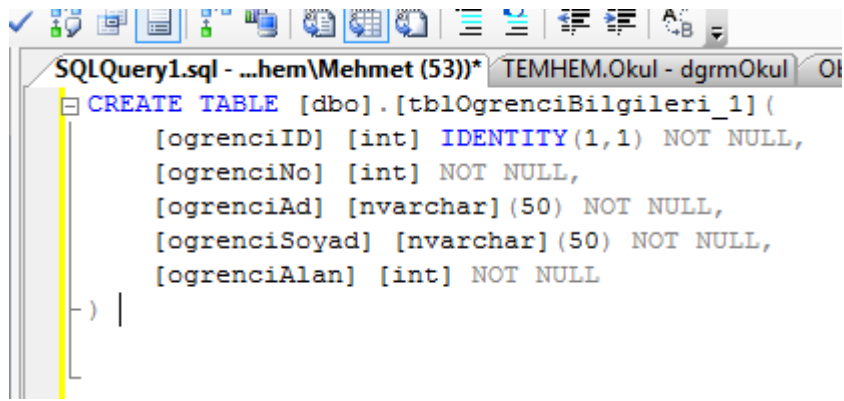 SQLQuery1.sql - ...hem\Mehmet (53))* TEMHEM.Okul - dgrmOkul
CREATE TABLE [dbo].[tblOgrenciBilgileri_1](
[ogrenciID] [int] IDENTITY(1,1) NOT NULL,
[ogrenciNo] [int] NOT NULL,
[ogrenciAd] [nvarchar](50) NOT NULL,
[ogrenciSoyad] [nvarchar](50) NOT NULL,
[ogrenciAlan] [int] NOT NULL
)